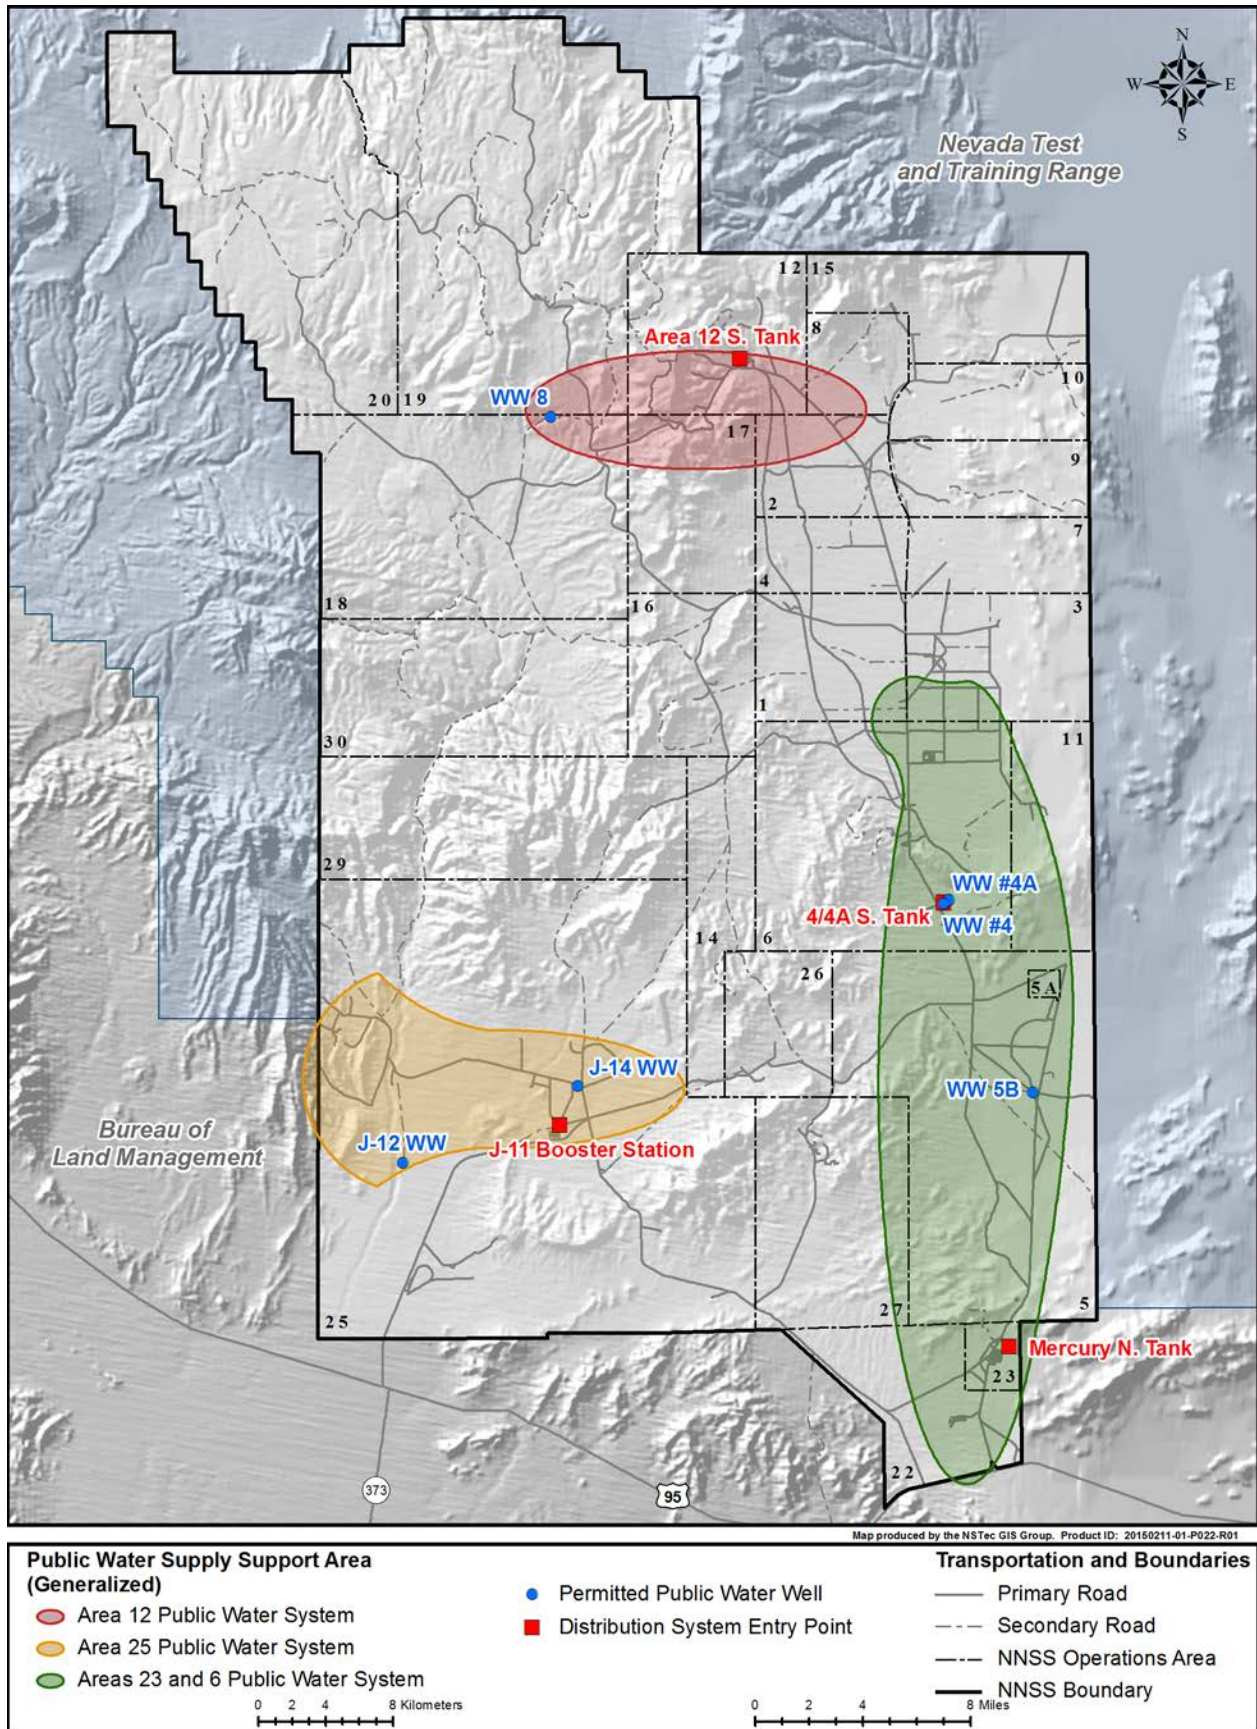 N
W E
S
Nevada Test
and Training Range
12 15
8
Area 12 S. Tank
10
WW 8
20 19
17
9
2
7
4
18
16
3
1
11
30
29
WW #4A
4/4A S. Tank
WW #4
14
6
26
5A
J-14 WW
WW 5B
Bureau of
Land Management
J-12 WW
J-11 Booster Station
25
27
5
Mercury N. Tank
23
22
373
95
Map produced by the NSTec GIS Group. Product ID: 20150211-01-P022-R01
Public Water Supply Support Area
(Generalized)
Area 12 Public Water System
Area 25 Public Water System
Areas 23 and 6 Public Water System
Permitted Public Water Well
Distribution System Entry Point
Transportation and Boundaries
Primary Road
Secondary Road
NNSS Operations Area
NNSS Boundary
0 2 4 8 Kilometers
0 2 4 8 Miles